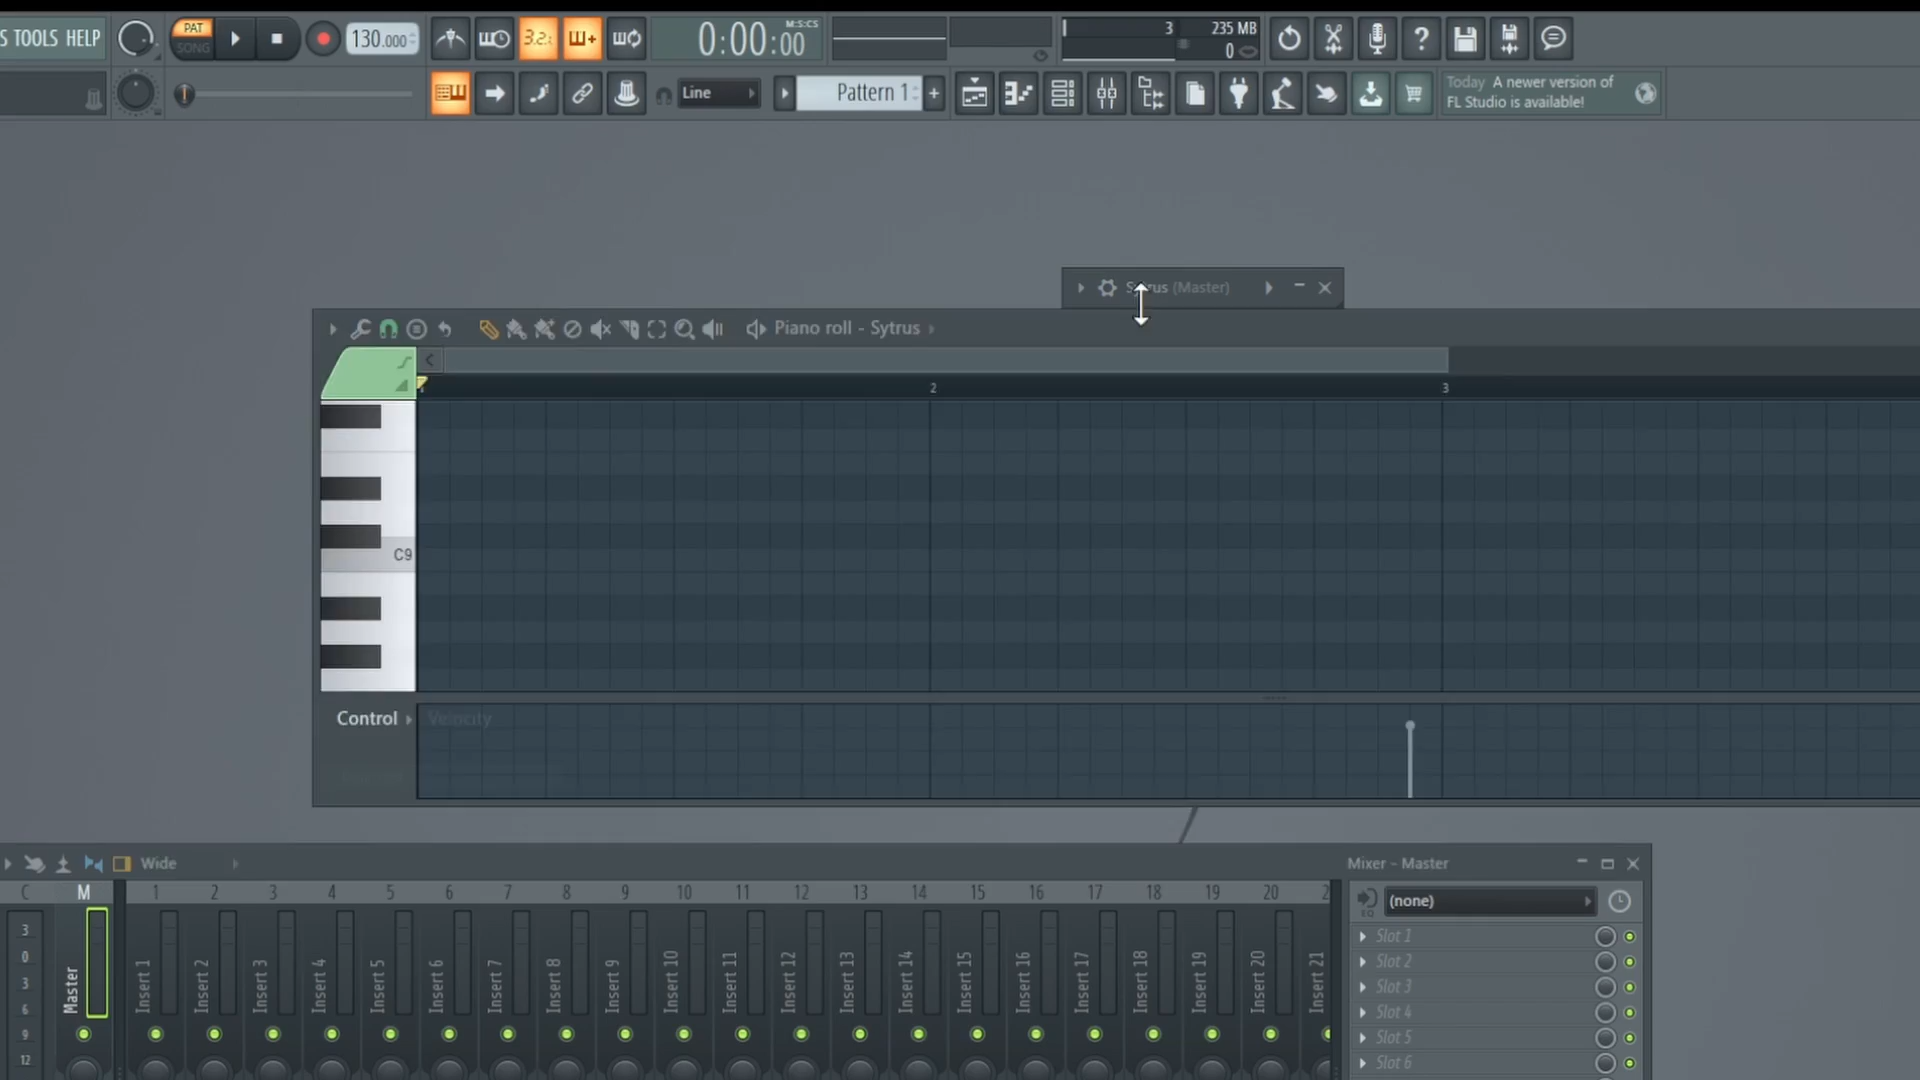 S TOOLS HELP
PAT
SONG
130.000
3.2.
0:00:00
M:S:CS
3
235 MB
0
?
Line
Pattern 1
+
Today A newer version of
FL Studio is available!
Sytrus (Master)
Piano roll - Sytrus
2
3
C9
Control
Velocity
Wide
Mixer - Master
C M 1 2 3 4 5 6 7 8 9 10 11 12 13 14 15 16 17 18 19 20 2
(none)
EQ
3
0
3
6
9
12
Master
Insert 1
Insert 2
Insert 3
Insert 4
Insert 5
Insert 6
Insert 7
Insert 8
Insert 9
Insert 10
Insert 11
Insert 12
Insert 13
Insert 14
Insert 15
Insert 16
Insert 17
Insert 18
Insert 19
Insert 20
Insert 21
Slot 1
Slot 2
Slot 3
Slot 4
Slot 5
Slot 6